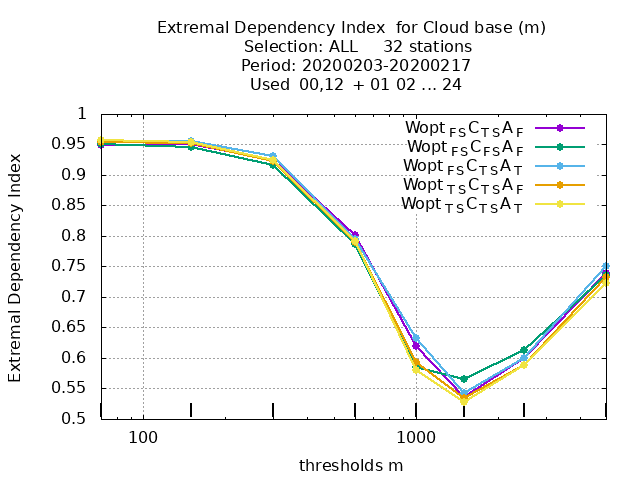 Extremal Dependency Index  for Cloud base (m)
Selection: ALL     32 stations
Period: 20200203-20200217
Used  00,12  + 01 02 ... 24
Extremal Dependency Index
1
0.95
0.9
0.85
0.8
0.75
0.7
0.65
0.6
0.55
0.5
Wopt FS C TS A F
Wopt FS C FS A F
Wopt FS C TS A T
Wopt TS C TS A F
Wopt TS C TS A T
100 1000
thresholds m